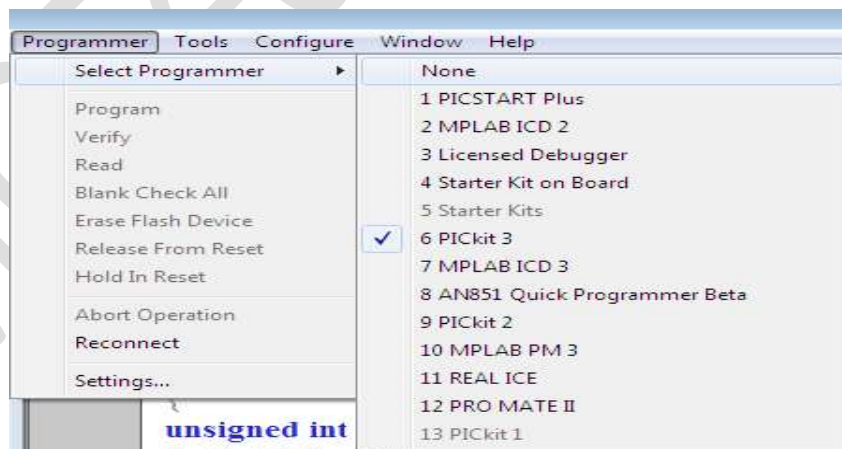 Programmer Tools Configure Window Help
Select Programmer
Program
Verify
Read
Blank Check All
Erase Flash Device
Release From Reset
Hold In Reset
Abort Operation
Reconnect
Settings...
None
1 PICSTART Plus
2 MPLAB ICD 2
3 Licensed Debugger
4 Starter Kit on Board
5 Starter Kits
6 PICkit 3
7 MPLAB ICD 3
8 AN851 Quick Programmer Beta
9 PICkit 2
10 MPLAB PM 3
11 REAL ICE
12 PRO MATE II
13 PICkit 1
{
unsigned int